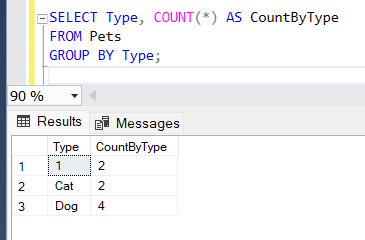 SELECT Type, COUNT(*) AS CountByType
FROM Pets
GROUP BY Type;
90 %
Results Messages
Type CountByType
1 1 2
2 Cat 2
3 Dog 4